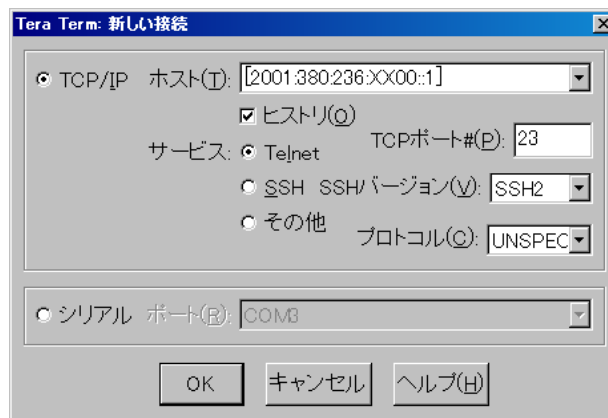 Tera Term: 新しい接続
TCP/IP ホスト(T): [2001:380:236:XX00::1]
ヒストリ(O)
サービス: Telnet TCPポート#(P): 23
SSH SSHバージョン(V): SSH2
その他 プロトコル(C): UNSPEC
シリアル ポート(R): COM3
OK キャンセル ヘルプ(H)